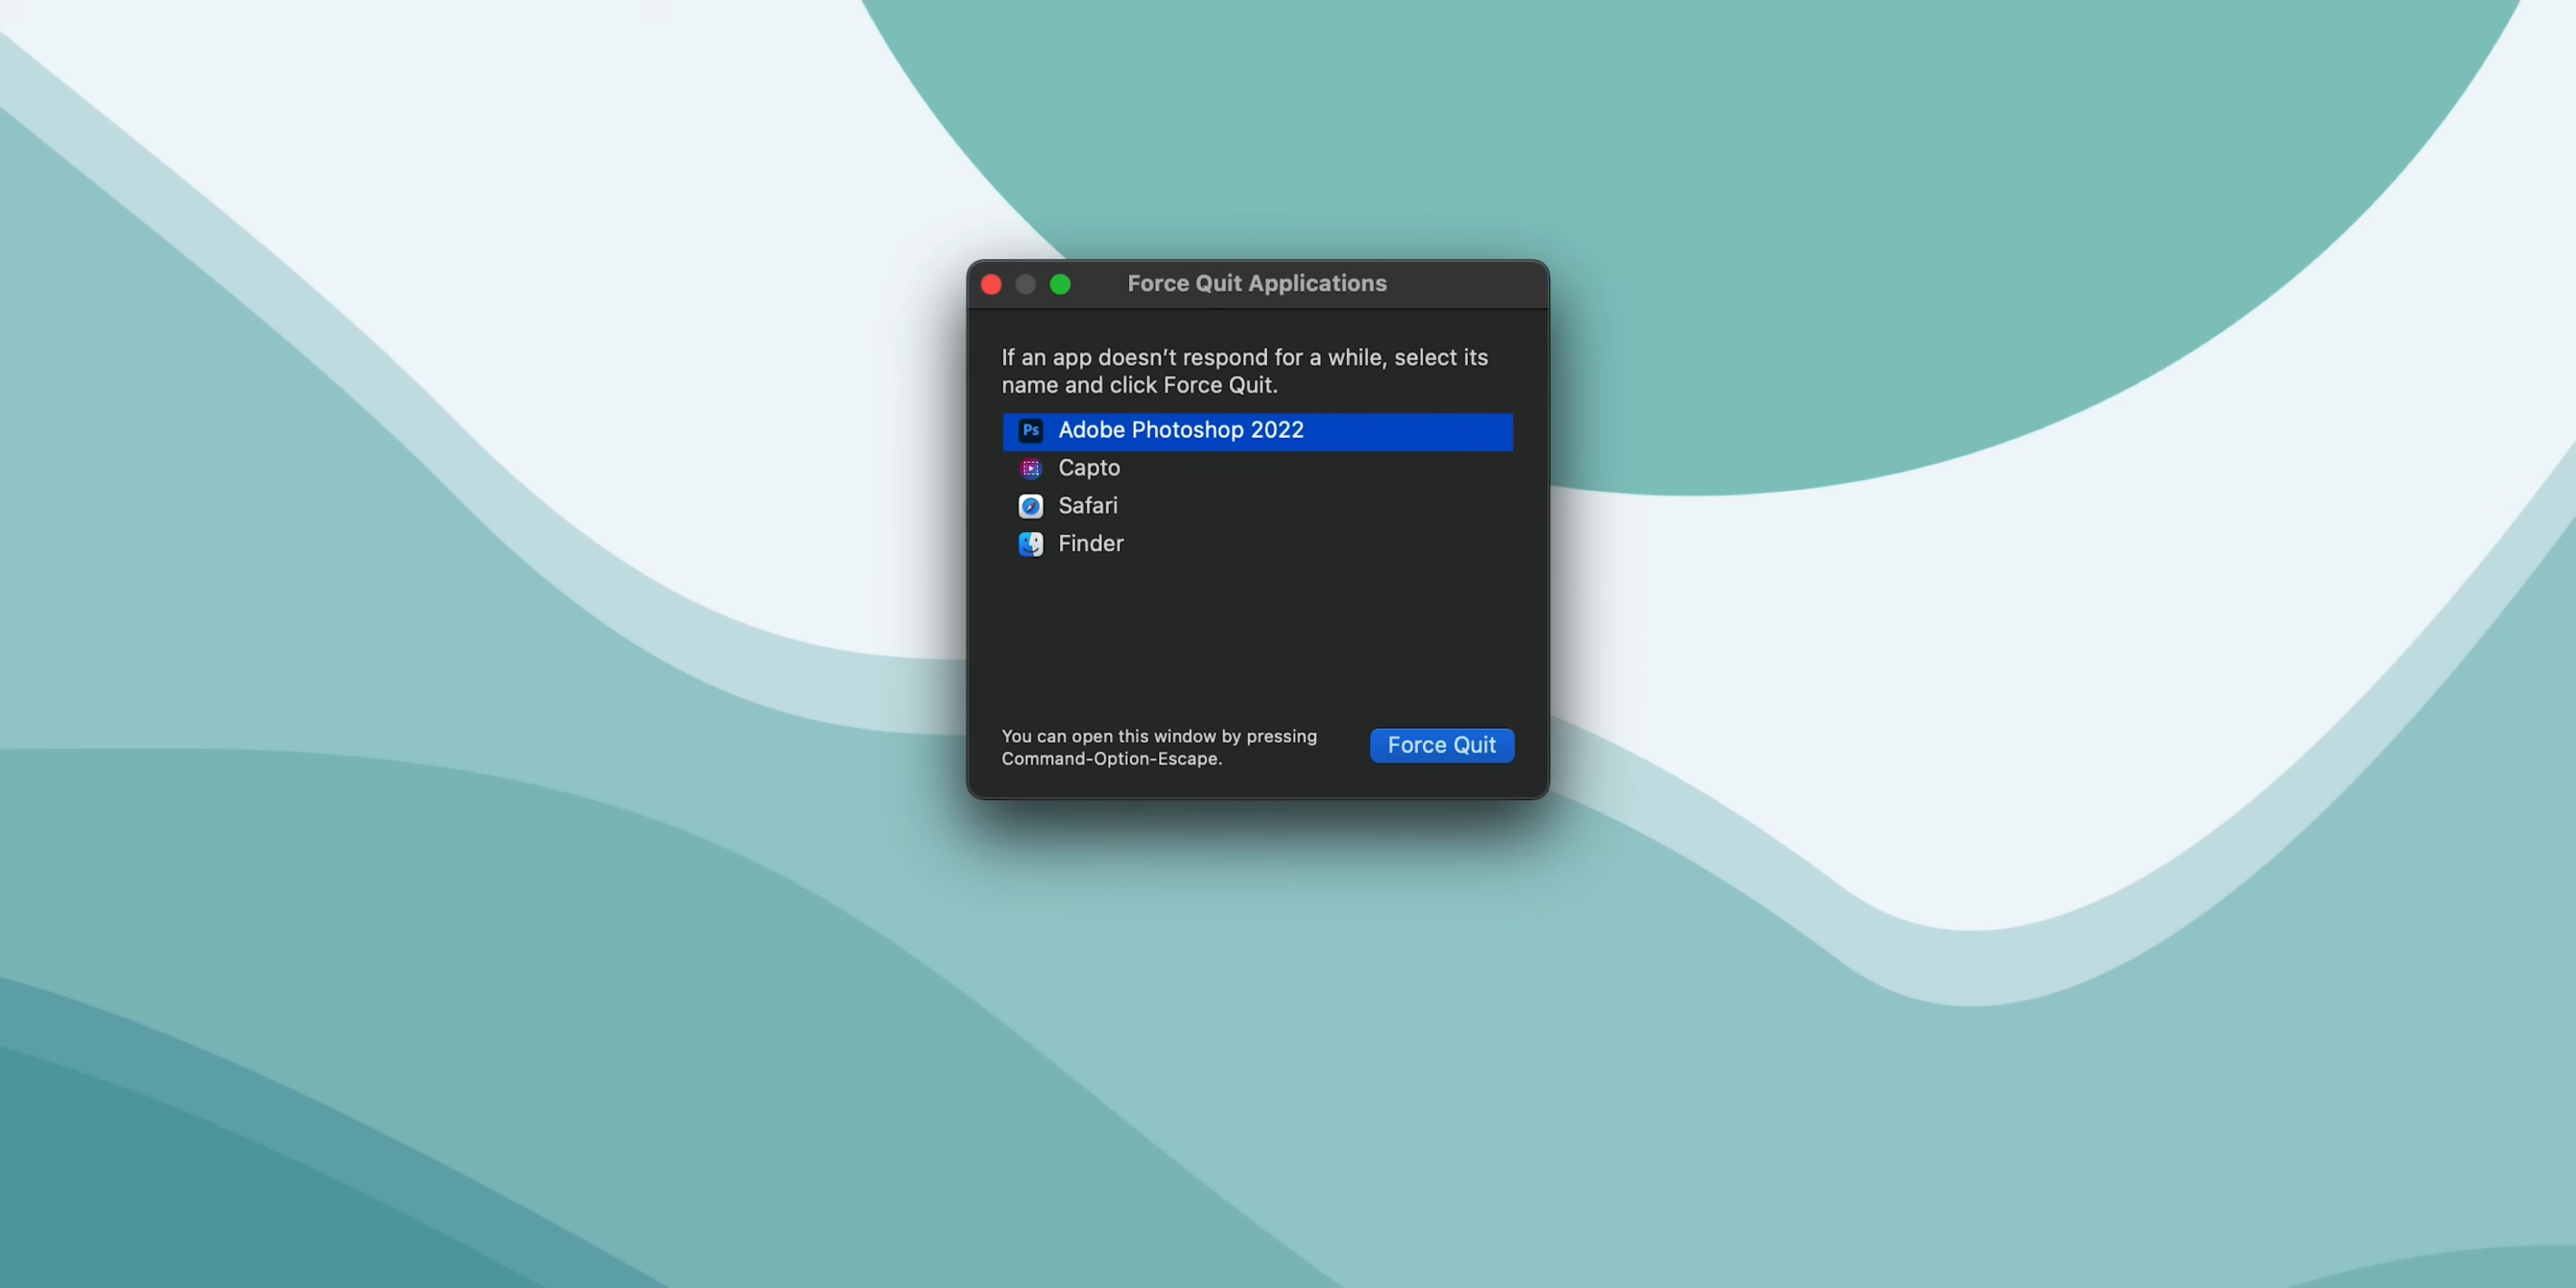 Force Quit Applications
If an app doesn’t respond for a while, select its
name and click Force Quit.
Ps Adobe Photoshop 2022
Capto
Safari
Finder
You can open this window by pressing
Command-Option-Escape.
Force Quit